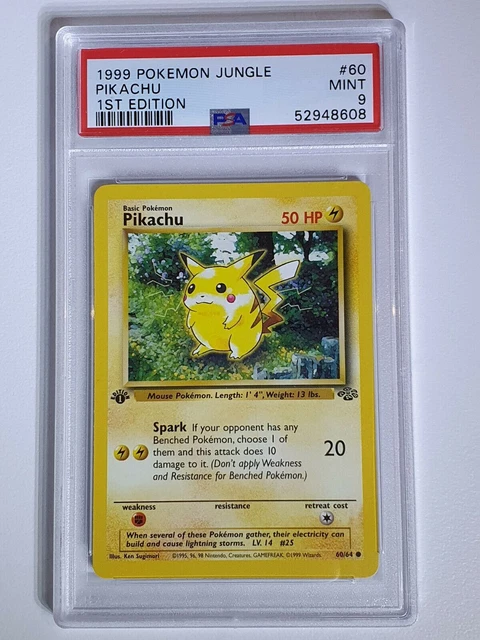 1999 POKEMON JUNGLE #60
PIKACHU MINT
1ST EDITION 9
PSA 52948608
Basic Pokémon
Pikachu 50 HP
1
Mouse Pokémon. Length: 1' 4", Weight: 13 lbs.
Spark If your opponent has any
Benched Pokémon, choose 1 of
them and this attack does 10
damage to it. (Don't apply Weakness
and Resistance for Benched Pokémon.)
20
weakness resistance retreat cost
When several of these Pokémon gather, their electricity can
build and cause lightning storms. LV. 14 #25
Illus. Ken Sugimori ©1995, 96, 98 Nintendo, Creatures, GAMEFREAK. ©1999 Wizards. 60/64